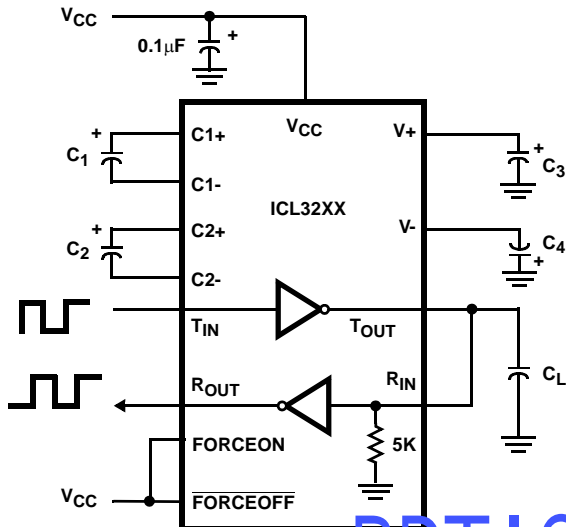 VCC
0.1μF +
C1+ VCC V+
+ C1 + C3
C1-
ICL32XX
+ C2 C2+ V- C4 +
C2-
TIN TOUT
ROUT RIN CL
FORCEON 5K
VCC FORCEOFF